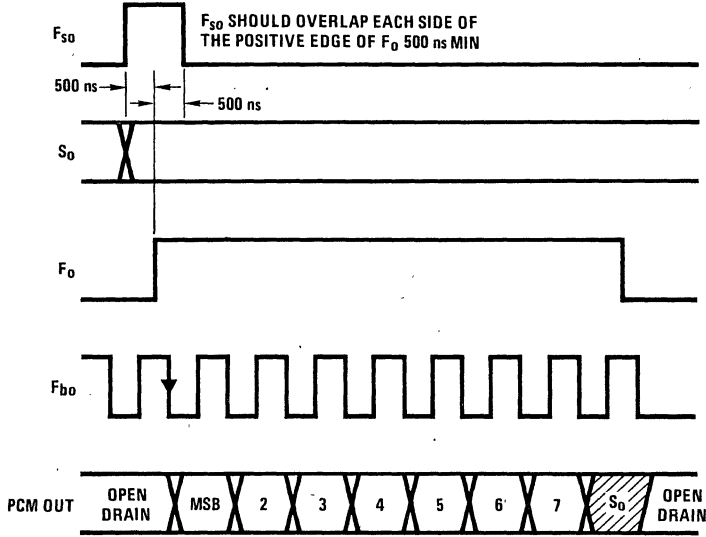 Fso
Fso SHOULD OVERLAP EACH SIDE OF
THE POSITIVE EDGE OF Fo 500 ns MIN
500 ns
500 ns
So
Fo
Fbo
PCM OUT
OPEN
DRAIN
MSB
2
3
4
5
6
7
So
OPEN
DRAIN